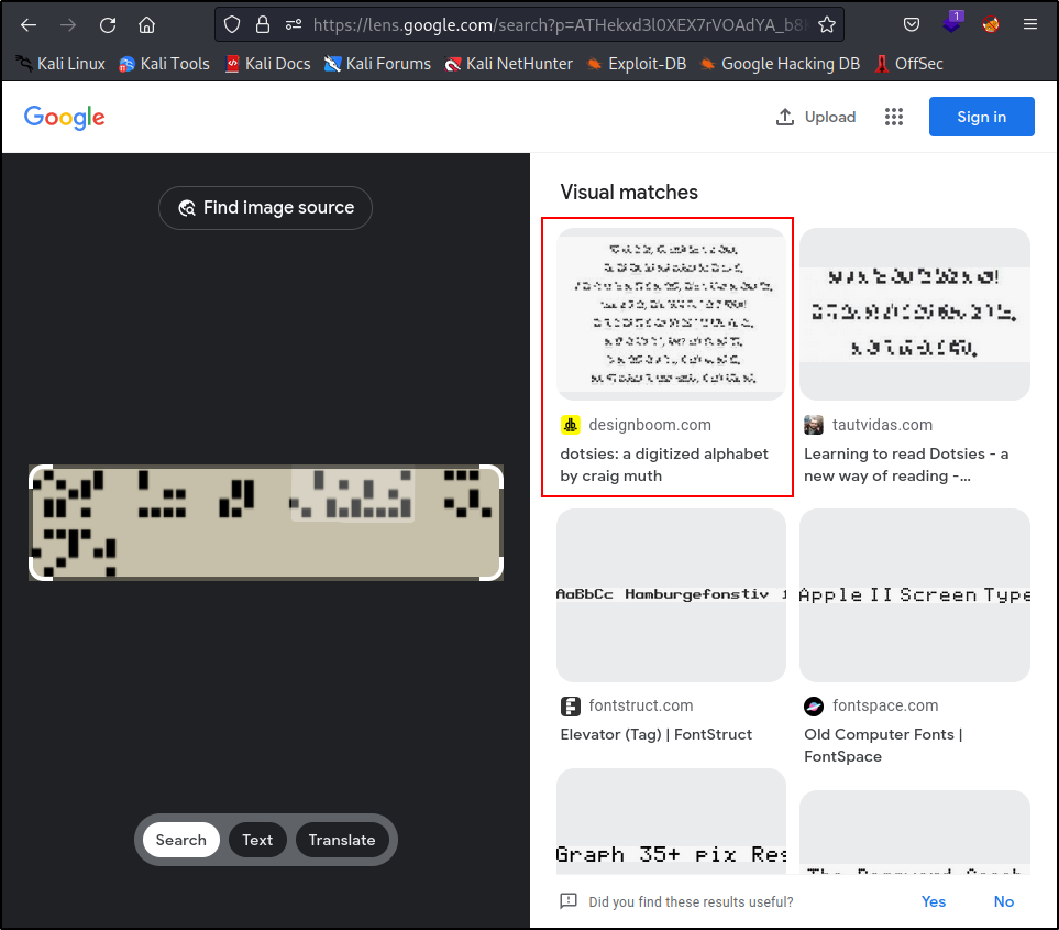 https://lens.google.com/search?p=ATHekxd3l0XEX7rVOAdYA_b8
1
Kali Linux Kali Tools Kali Docs Kali Forums Kali NetHunter Exploit-DB Google Hacking DB OffSec
Google Upload Sign in
Find image source
Visual matches
designboom.com
dotsies: a digitized alphabet
by craig muth
tautvidas.com
Learning to read Dotsies - a
new way of reading -...
AaBbCc Hamburgefonstiv
fontstruct.com
Elevator (Tag) | FontStruct
Apple II Screen Type
fontspace.com
Old Computer Fonts |
FontSpace
Graph 35+ pix Res
Search Text Translate
Did you find these results useful? Yes No